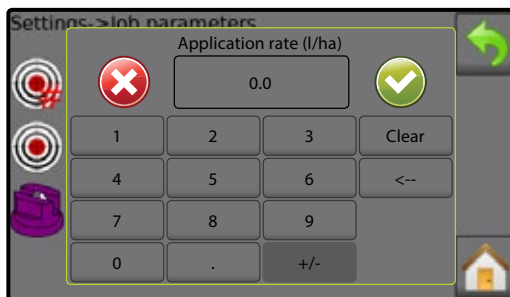 Settings->Job parameters
Application rate (l/ha)
0.0
1 2 3 Clear
4 5 6 <--
7 8 9
0 . +/-